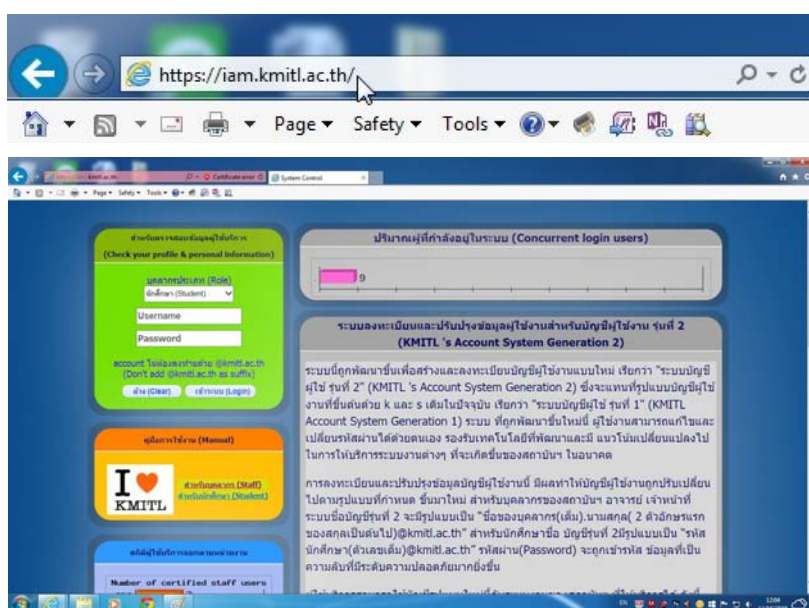 https://iam.kmitl.ac.th/
Page Safety Tools
Certificate error
System Control
Page Safety Tools
สำหรับตรวจสอบข้อมูลผู้ใช้บริการ
(Check your profile & personal information)
บุคลากรประเภท (Role)
นักศึกษา (Student)
Username
Password
account ไม่ต้องลงท้ายด้วย @kmitl.ac.th
(Don't add @kmitl.ac.th as suffix)
ล้าง (Clear) เข้าระบบ (Login)
คู่มือการใช้งาน (Manual)
I
KMITL
สำหรับบุคลากร (Staff)
สำหรับนักศึกษา (Student)
สถิติผู้ใช้บริการแยกตามหน่วยงาน
Number of certified staff users
ปริมาณผู้ที่กำลังอยู่ในระบบ (Concurrent login users)
9
ระบบลงทะเบียนและปรับปรุงข้อมูลผู้ใช้งานสำหรับบัญชีผู้ใช้งาน รุ่นที่ 2
(KMITL 's Account System Generation 2)
ระบบนี้ถูกพัฒนาขึ้นเพื่อสร้างและลงทะเบียนบัญชีผู้ใช้งานแบบใหม่ เรียกว่า "ระบบบัญชี
ผู้ใช้ รุ่นที่ 2" (KMITL 's Account System Generation 2) ซึ่งจะแทนที่รูปแบบบัญชีผู้ใช้
งานที่ขึ้นต้นด้วย k และ s เดิมในปัจจุบัน เรียกว่า "ระบบบัญชีผู้ใช้ รุ่นที่ 1" (KMITL
Account System Generation 1) ระบบ ที่ถูกพัฒนาขึ้นใหม่นี้ ผู้ใช้งานสามารถแก้ไขและ
เปลี่ยนรหัสผ่านได้ด้วยตนเอง รองรับเทคโนโลยีที่พัฒนาและมี แนวโน้มเปลี่ยนแปลงไป
ในการให้บริการระบบงานต่างๆ ที่จะเกิดขึ้นของสถาบันฯ ในอนาคต
การลงทะเบียนและปรับปรุงข้อมูลบัญชีผู้ใช้งานนี้ มีผลทำให้บัญชีผู้ใช้งานถูกปรับเปลี่ยน
ไปตามรูปแบบที่กำหนด ขึ้นมาใหม่ สำหรับบุคลากรของสถาบันฯ อาจารย์ เจ้าหน้าที่
ระบบชื่อบัญชีรุ่นที่ 2 จะมีรูปแบบเป็น "ชื่อของบุคลากร(เต็ม).นามสกุล( 2 ตัวอักษรแรก
ของสกุลเป็นต้นไป)@kmitl.ac.th" สำหรับนักศึกษาชื่อ บัญชีรุ่นที่ 2มีรูปแบบเป็น "รหัส
นักศึกษา(ตัวเลขเต็ม)@kmitl.ac.th" รหัสผ่าน(Password) จะถูกเข้ารหัส ข้อมูลที่เป็น
ความลับที่มีระดับความปลอดภัยมากยิ่งขึ้น
12:04